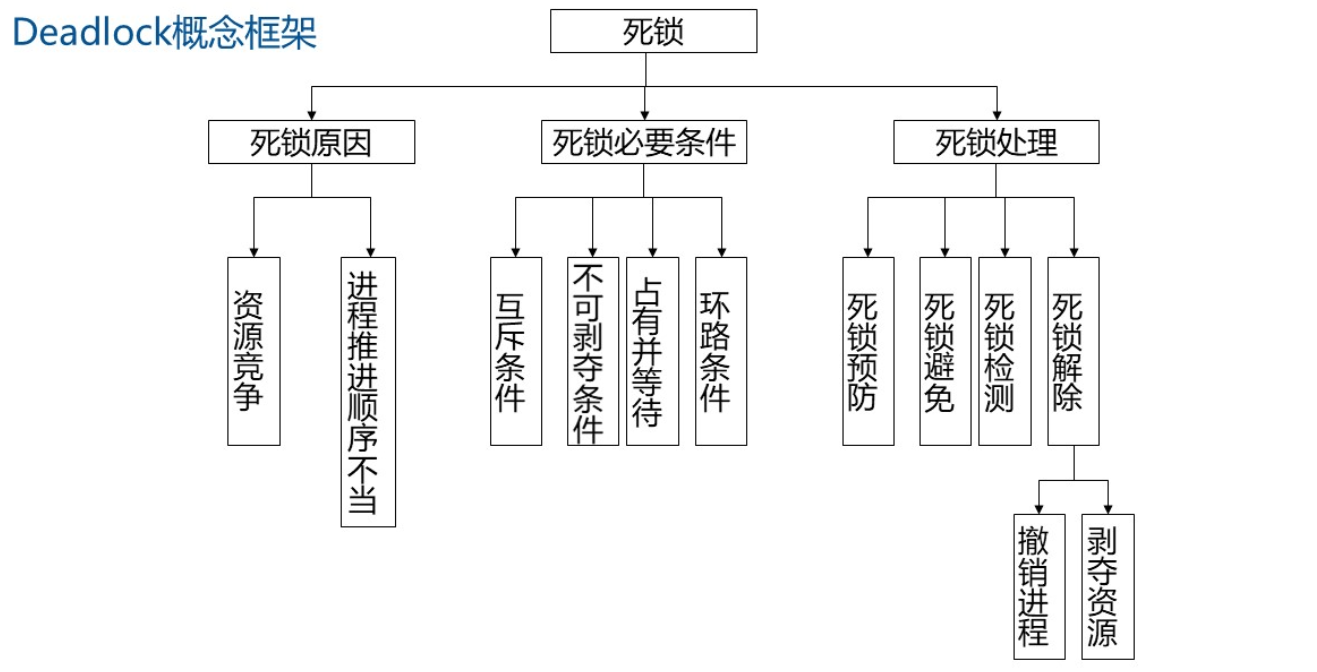 Deadlock概念框架
死锁
死锁原因
死锁必要条件
死锁处理
资源竞争
进程推进顺序不当
互斥条件
不可剥夺条件
占有并等待
环路条件
死锁预防
死锁避免
死锁检测
死锁解除
撤销进程
剥夺资源